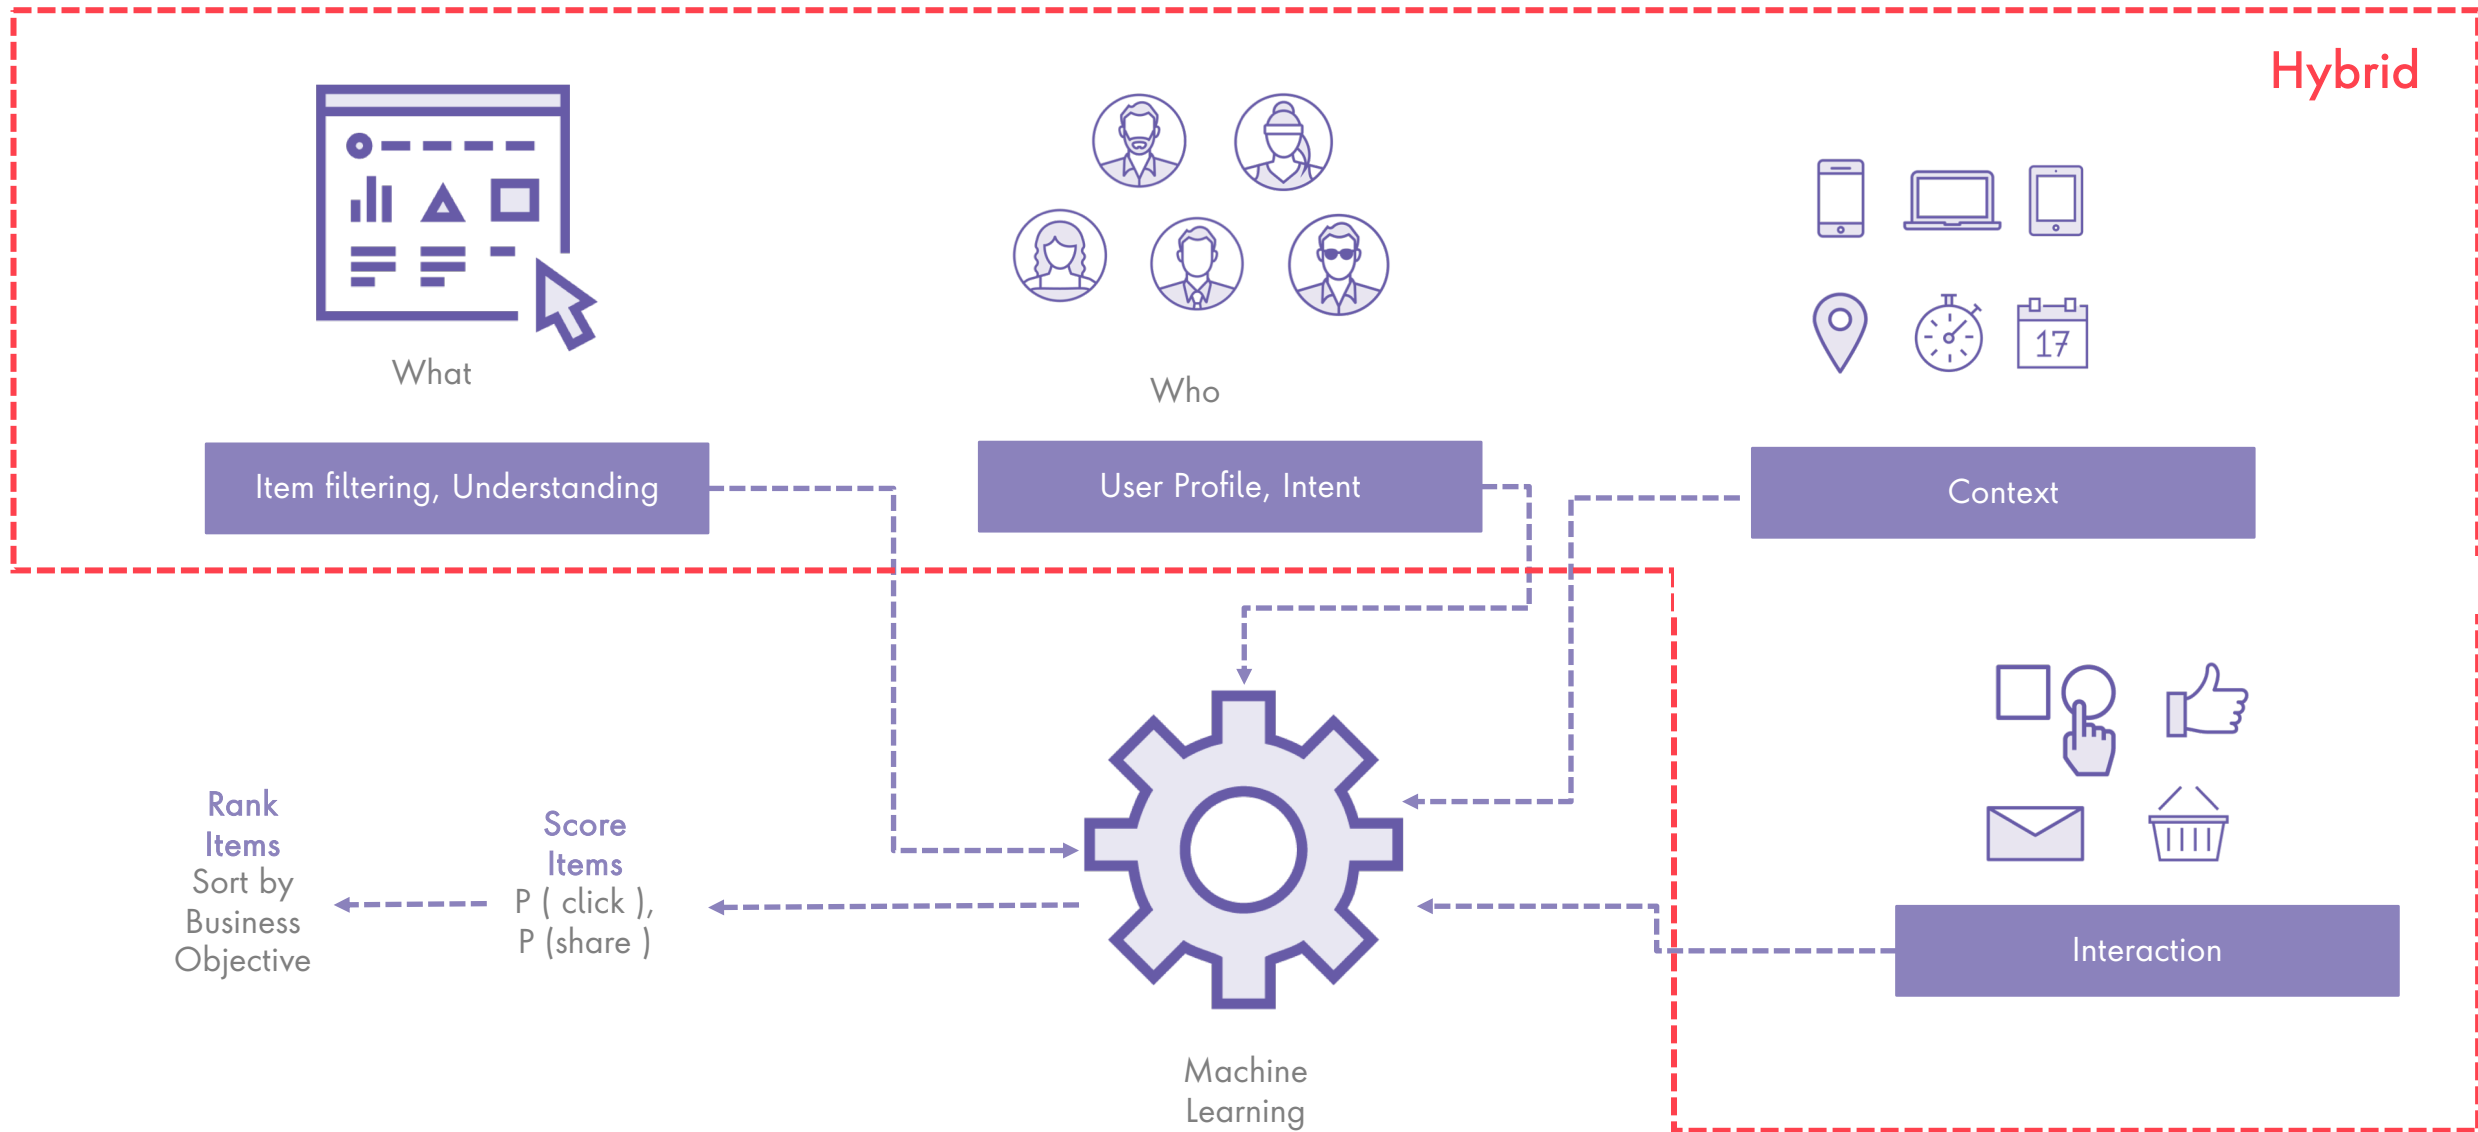 Hybrid
17
What
Who
Item filtering, Understanding
User Profile, Intent
Context
Rank
Items
Sort by
Business
Objective
Score
Items
P ( click ),
P (share )
Interaction
Machine
Learning